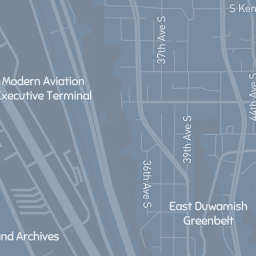 S Ken
37th Ave S
Modern Aviation
Executive Terminal
44th Ave S
39th Ave S
36th Ave S
East Duwamish
Greenbelt
nd Archives